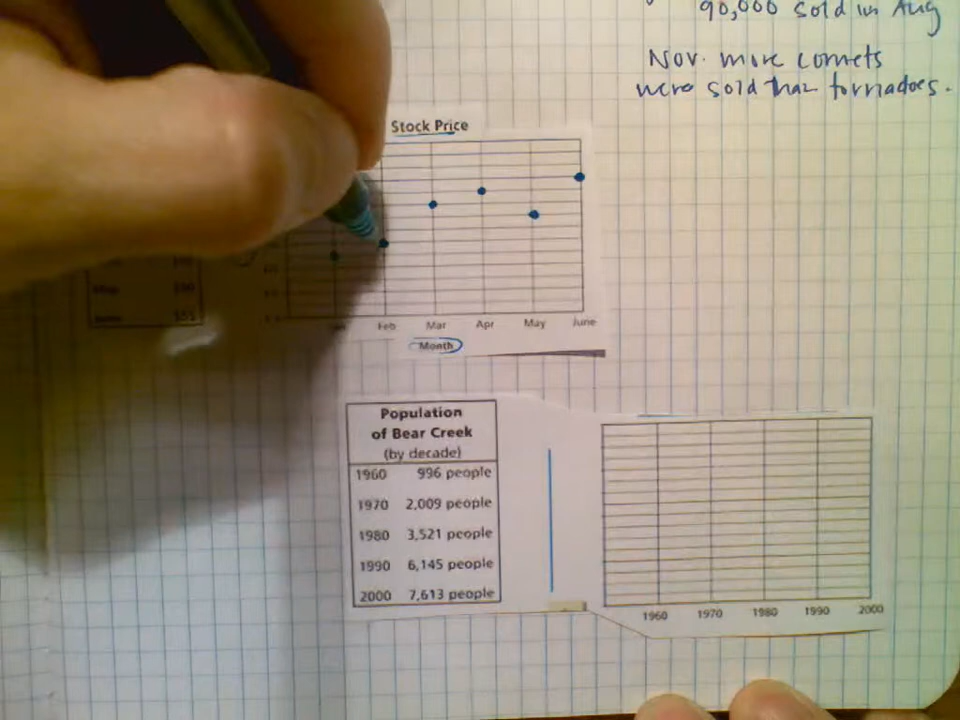 90,000 sold in Aug
Nov. more comets
were sold than tornadoes.
Stock Price
Feb Mar Apr May June
Month
Population
of Bear Creek
(by decade)
1960 996 people
1970 2,009 people
1980 3,521 people
1990 6,145 people
2000 7,613 people
1960 1970 1980 1990 2000